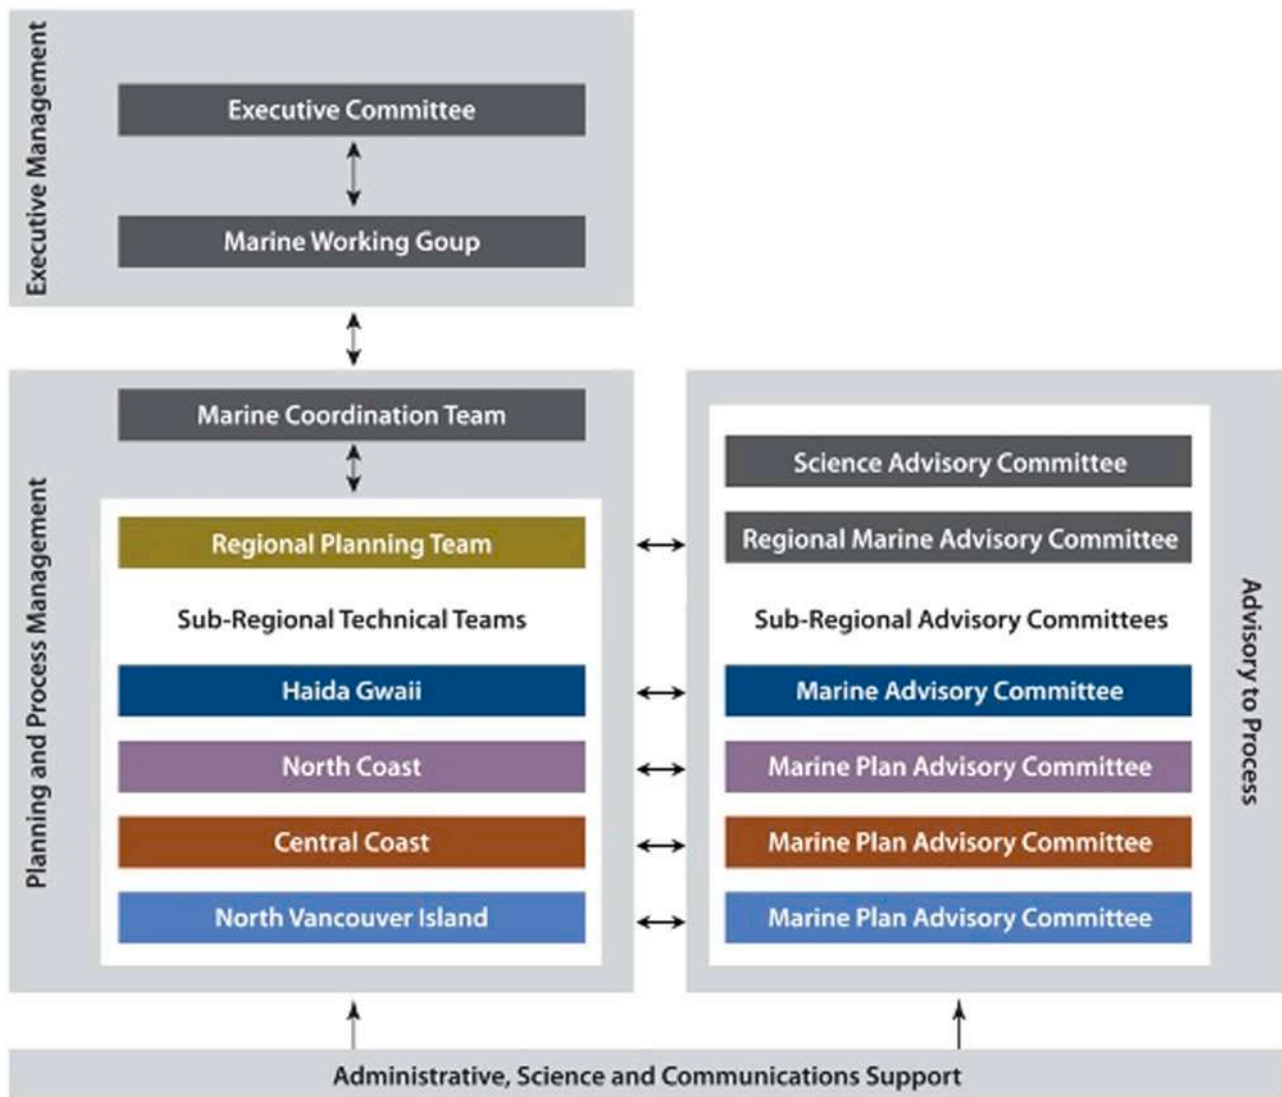 Executive Management
Executive Committee
Marine Working Goup
Planning and Process Management
Marine Coordination Team
Regional Planning Team
Sub-Regional Technical Teams
Haida Gwaii
North Coast
Central Coast
North Vancouver Island
Science Advisory Committee
Regional Marine Advisory Committee
Sub-Regional Advisory Committees
Marine Advisory Committee
Marine Plan Advisory Committee
Marine Plan Advisory Committee
Marine Plan Advisory Committee
Advisory to Process
Administrative, Science and Communications Support